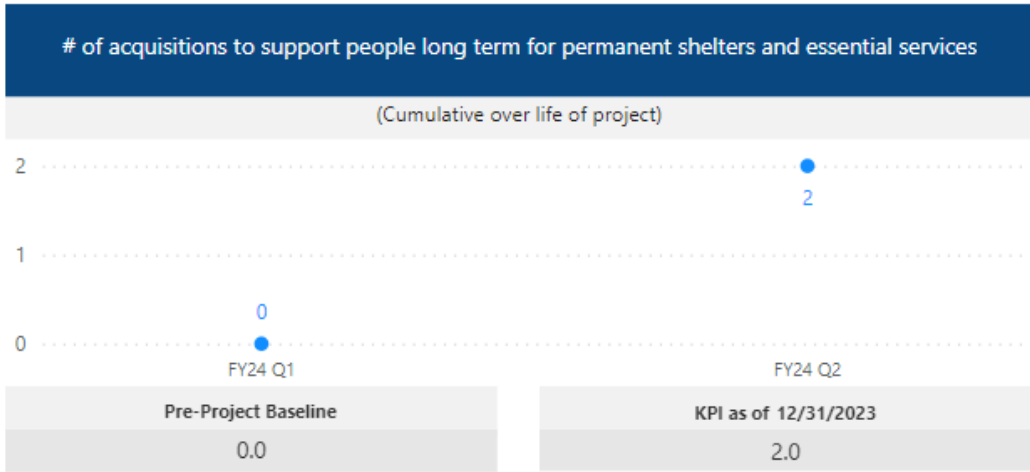 # of acquisitions to support people long term for permanent shelters and essential services
(Cumulative over life of project)
2
2
1
0
0
FY24 Q1
FY24 Q2
Pre-Project Baseline
KPI as of 12/31/2023
0.0
2.0